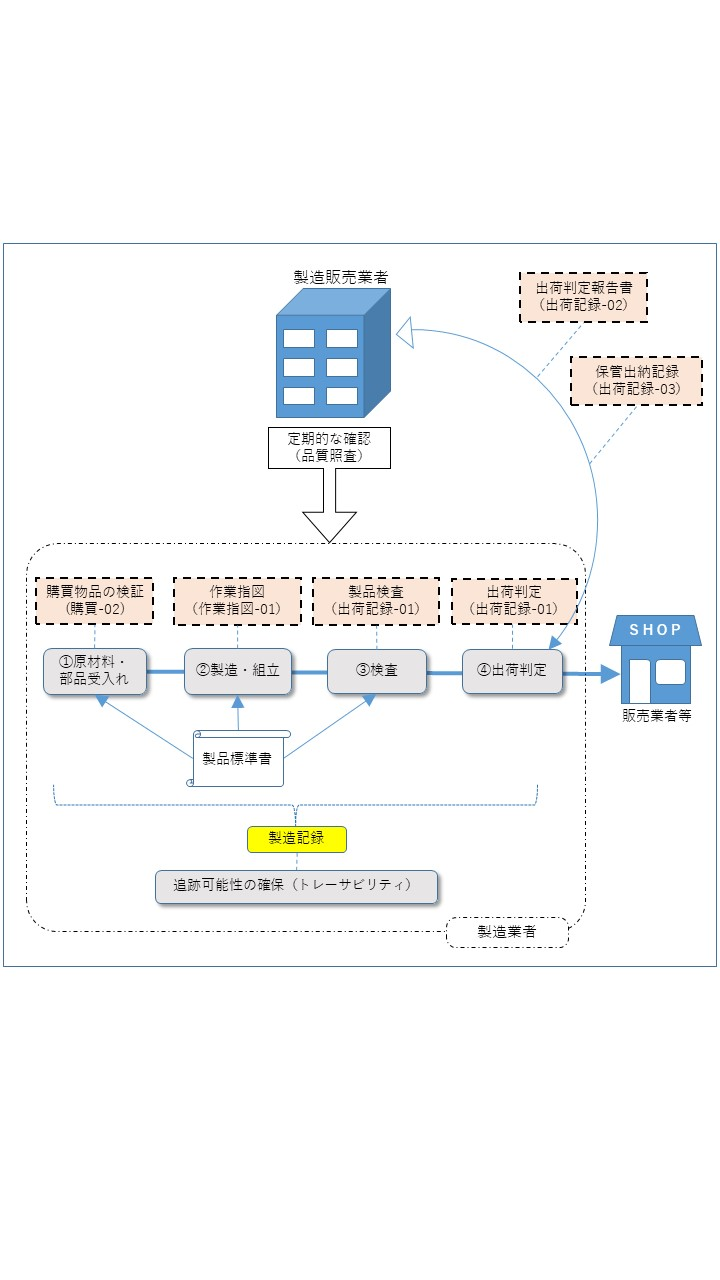 製造販売業者
出荷判定報告書
（出荷記録-02）
保管出納記録
（出荷記録-03）
定期的な確認
（品質照査）
購買物品の検証
（購買-02）
作業指図
（作業指図-01）
製品検査
（出荷記録-01）
出荷判定
（出荷記録-01）
SHOP
①原材料・
部品受入れ
②製造・組立
③検査
④出荷判定
販売業者等
製品標準書
製造記録
追跡可能性の確保（トレーサビリティ）
製造業者